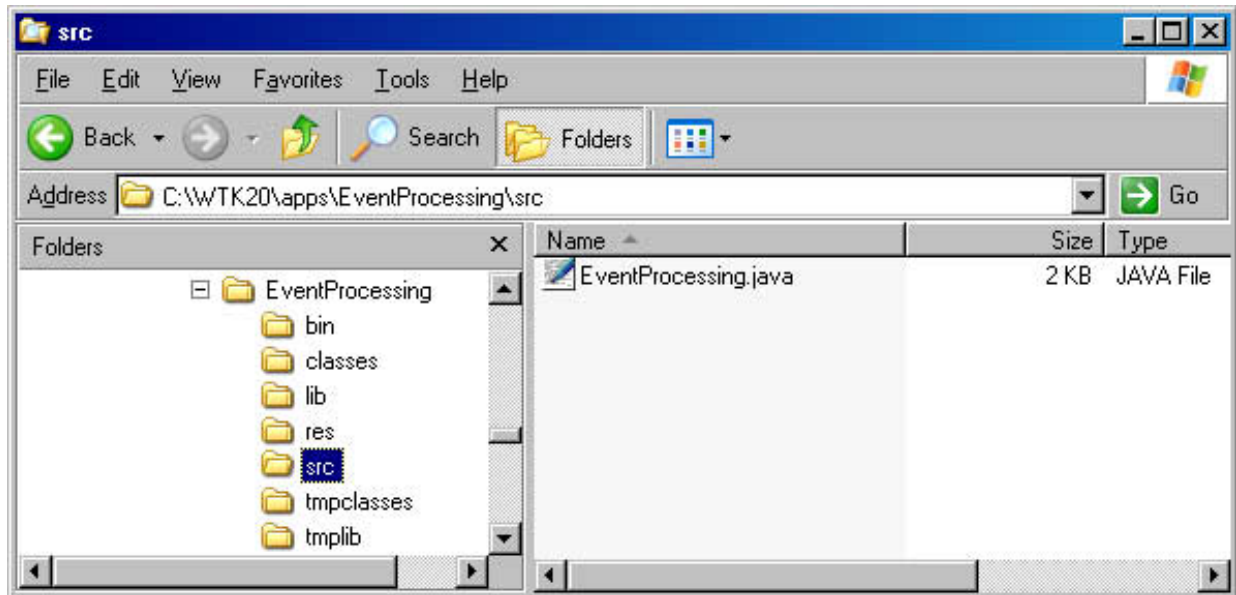 src
File Edit View Favorites Tools Help
Back Search Folders
Address C:\WTK20\apps\EventProcessing\src Go
Folders x Name Size Type
EventProcessing EventProcessing.java 2 KB JAVA File
bin
classes
lib
res
src
tmpclasses
tmplib